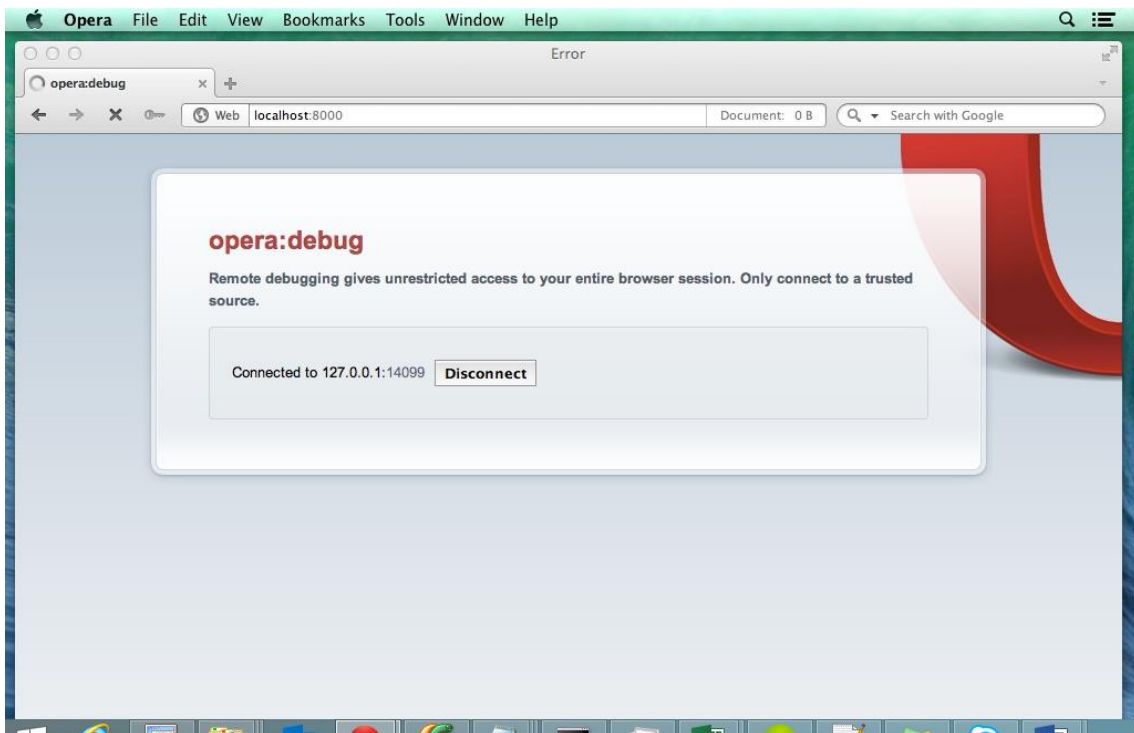 Opera File Edit View Bookmarks Tools Window Help
Error
opera:debug
Web localhost:8000 Document: 0 B Search with Google
opera:debug
Remote debugging gives unrestricted access to your entire browser session. Only connect to a trusted
source.
Connected to 127.0.0.1:14099 Disconnect